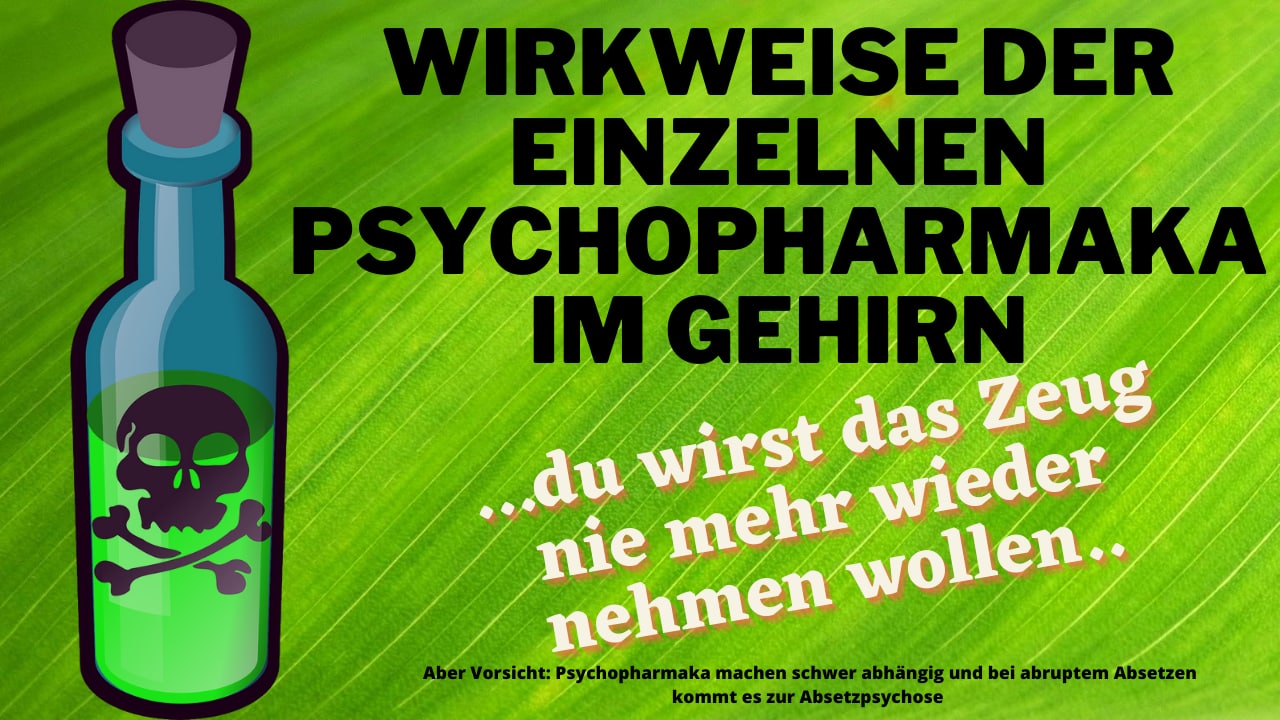 WIRKWEISE DER
EINZELNEN
PSYCHOPHARMAKA
IM GEHIRN
...du wirst das Zeug
nie mehr wieder
nehmen wollen..
Aber Vorsicht: Psychopharmaka machen schwer abhängig und bei abruptem Absetzen
kommt es zur Absetzpsychose